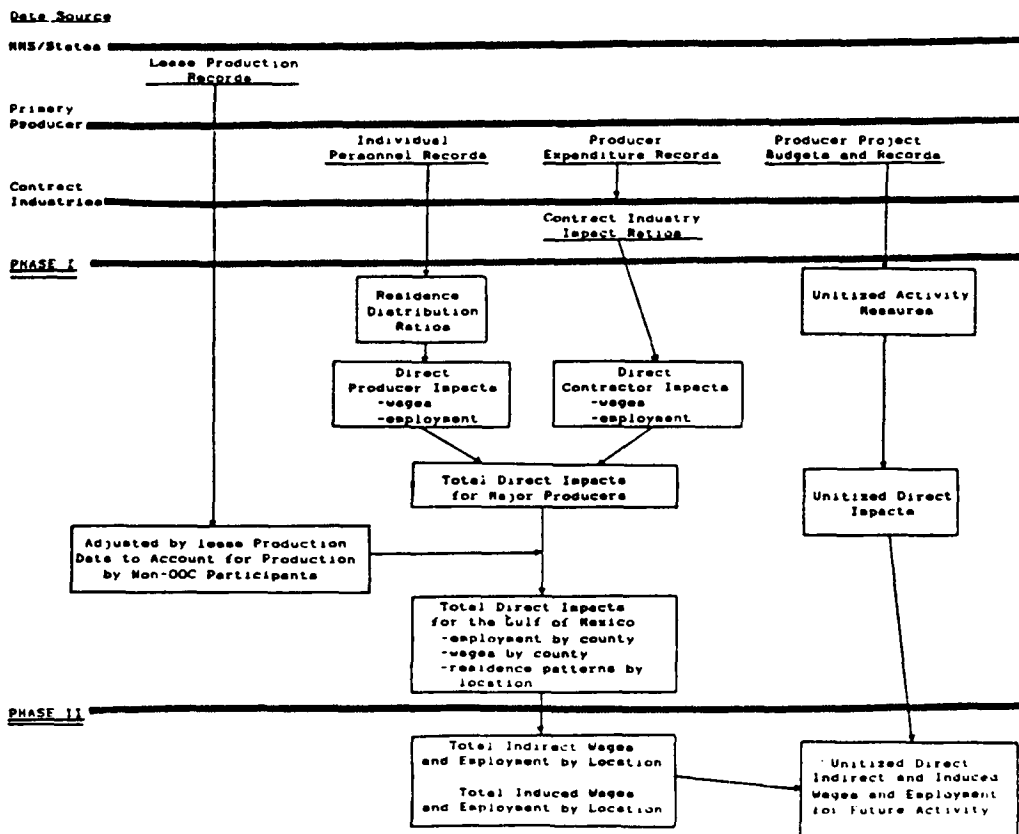 Data Source
MMS/States
Lease Production
Records
Primary
Producer
Individual
Personnel Records
Producer
Expenditure Records
Producer Project
Budgets and Records
Contract
Industries
Contract Industry
Impact Ratios
PHASE I
Residence
Distribution
Ratios
Unitized Activity
Measures
Direct
Producer Impacts
-wages
-employment
Direct
Contractor Impacts
-wages
-employment
Total Direct Impacts
for Major Producers
Unitized Direct
Impacts
Adjusted by lease Production
Data to Account for Production
by Non-OOC Participants
Total Direct Impacts
for the Gulf of Mexico
-employment by county
-wages by county
-residence patterns by
location
PHASE II
Total Indirect Wages
and Employment by Location
Total Induced Wages
and Employment by Location
Unitized Direct
Indirect and Induced
Wages and Employment
for Future Activity